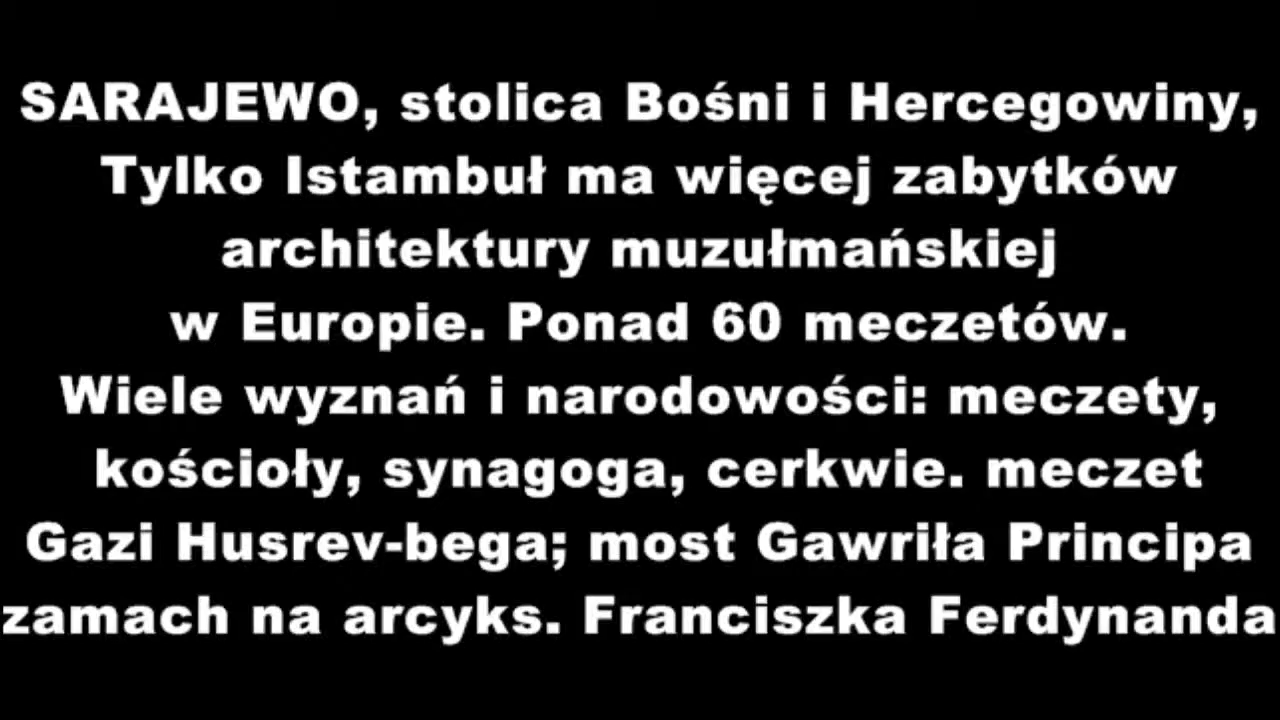 SARAJEWO, stolica Bośni i Hercegowiny,
Tylko Istambuł ma więcej zabytków
architektury muzułmańskiej
w Europie. Ponad 60 meczetów.
Wiele wyznań i narodowości: meczety,
kościoły, synagoga, cerkwie. meczet
Gazi Husrev-bega; most Gawriła Principa
zamach na arcyks. Franciszka Ferdynanda